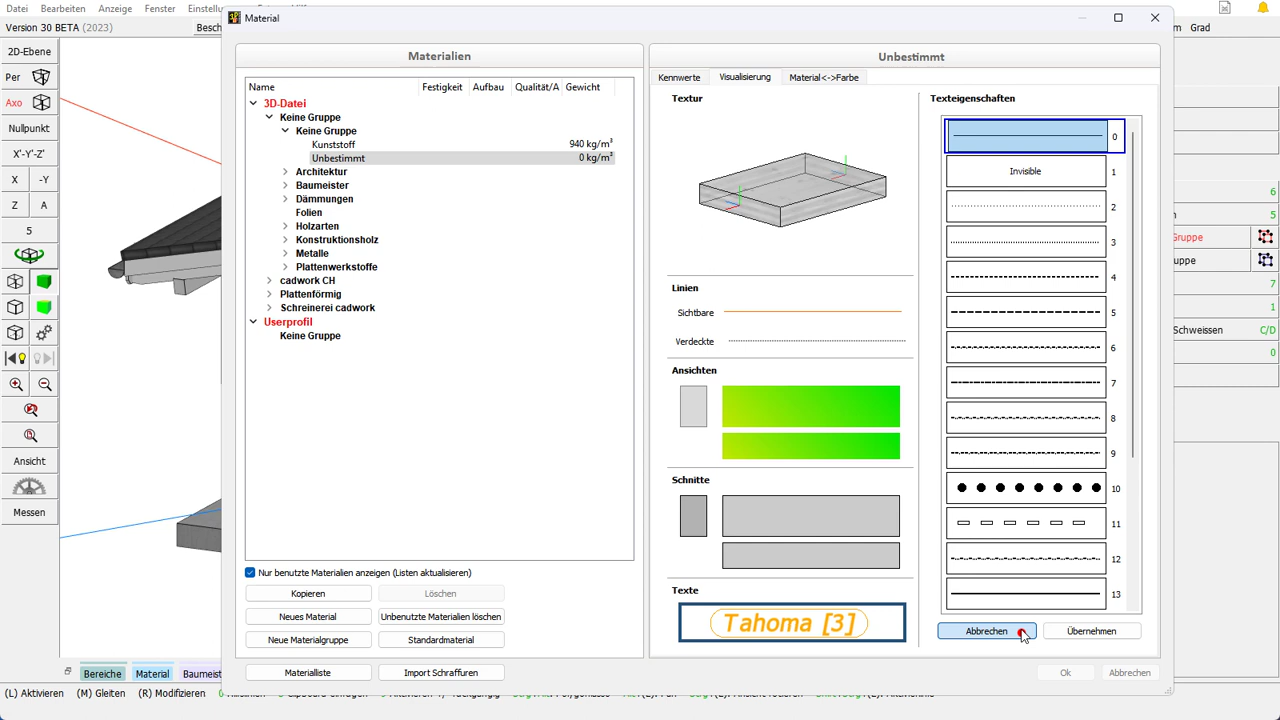 Datei Bearbeiten Anzeige Fenster
Material
Version 30 BETA (2023)
Grad
2D-Ebene
Per
Axo
Nullpunkt
X'-Y'-Z'
X -Y
Z A
5
Ansicht
Messen
Materialien
Name Festigkeit Aufbau Qualität/A Gewicht
3D-Datei
Keine Gruppe
Keine Gruppe
Kunststoff 940 kg/m³
Unbestimmt 0 kg/m³
Architektur
Baumeister
Dämmungen
Folien
Holzarten
Konstruktionsholz
Metalle
Plattenwerkstoffe
cadwork CH
Plattenförmig
Schreinerei cadwork
Userprofil
Keine Gruppe
Nur benutzte Materialien anzeigen (Listen aktualisieren)
Kopieren Löschen
Neues Material Unbenutzte Materialien löschen
Neue Materialgruppe Standardmaterial
Materialliste Import Schraffuren
Unbestimmt
Kennwerte Visualisierung Material<->Farbe
Textur
Linien
Sichtbare
Verdeckte
Ansichten
Schnitte
Texte
Tahoma [3]
Texteigenschaften
0
Invisible 1
2
3
4
5
6
7
8
9
10
11
12
13
Abbrechen Übernehmen
Ok Abbrechen
6
5
Gruppe
7
1
Schweissen C/D
0
Bereiche Material
(L) Aktivieren (M) Gleiten (R) Modifizieren